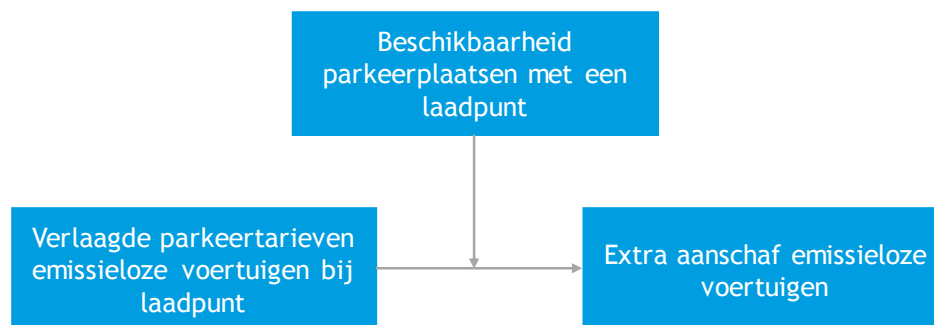 Beschikbaarheid
parkeerplaatsen met een
laadpunt
Verlaagde parkeertarieven
emissieloze voertuigen bij
laadpunt
Extra aanschaf emissieloze
voertuigen